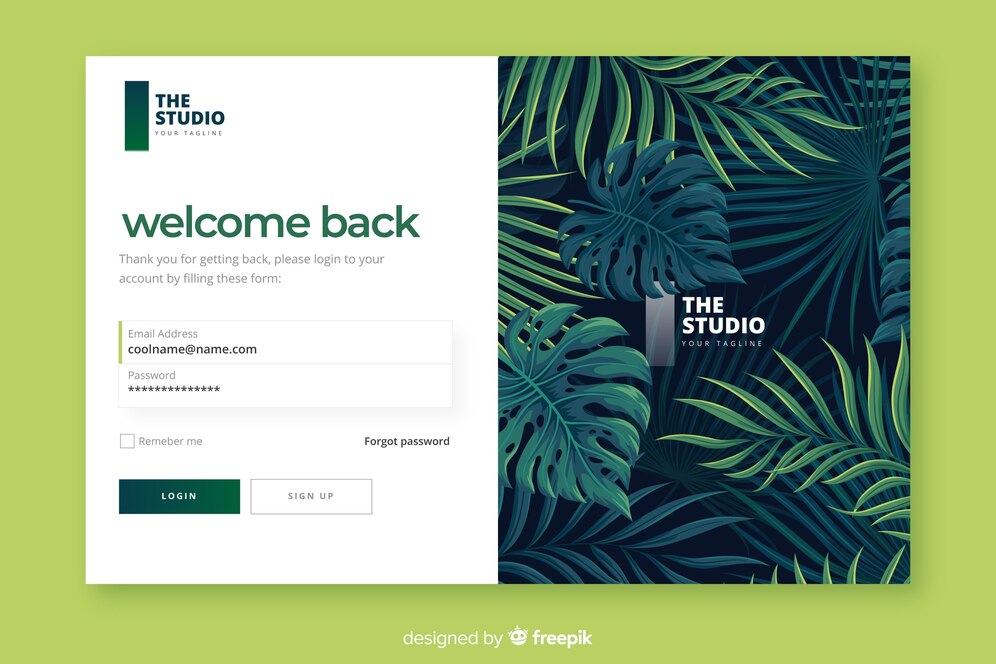 THE
STUDIO
YOUR TAGLINE
welcome back
Thank you for getting back, please login to your
account by filling these form:
Email Address
coolname@name.com
Password
**************
Remeber me
Forgot password
LOGIN
SIGN UP
THE
STUDIO
YOUR TAGLINE
designed by freepik